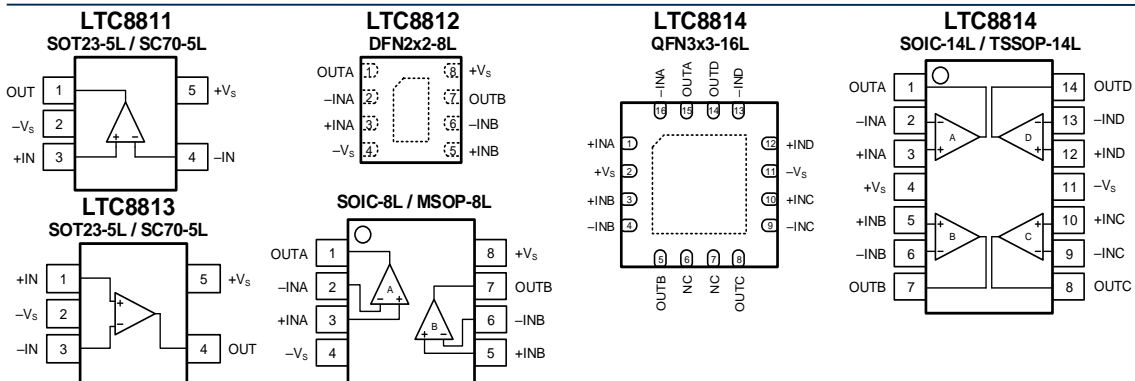 LTC8811
SOT23-5L / SC70-5L
OUT 1
5 +VS
–VS 2
+IN 3
4 –IN
+ –
LTC8813
SOT23-5L / SC70-5L
+IN 1
5 +VS
–VS 2
–IN 3
4 OUT
+
–
LTC8812
DFN2x2-8L
OUTA 1
8 +VS
–INA 2
7 OUTB
+INA 3
6 –INB
–VS 4
5 +INB
SOIC-8L / MSOP-8L
OUTA 1
8 +VS
–INA 2
7 OUTB
+INA 3
6 –INB
–VS 4
5 +INB
A
– +
B
+ –
LTC8814
QFN3x3-16L
–INA
OUTA
OUTD
–IND
16 15 14 13
+INA 1
12 +IND
+VS 2
11 –VS
+INB 3
10 +INC
–INB 4
9 –INC
5 6 7 8
OUTB
NC
NC
OUTC
LTC8814
SOIC-14L / TSSOP-14L
OUTA 1
14 OUTD
–INA 2
– A
D –
13 –IND
+INA 3
+
+
12 +IND
+VS 4
11 –VS
+INB 5
+
+
10 +INC
–INB 6
– B
C –
9 –INC
OUTB 7
8 OUTC